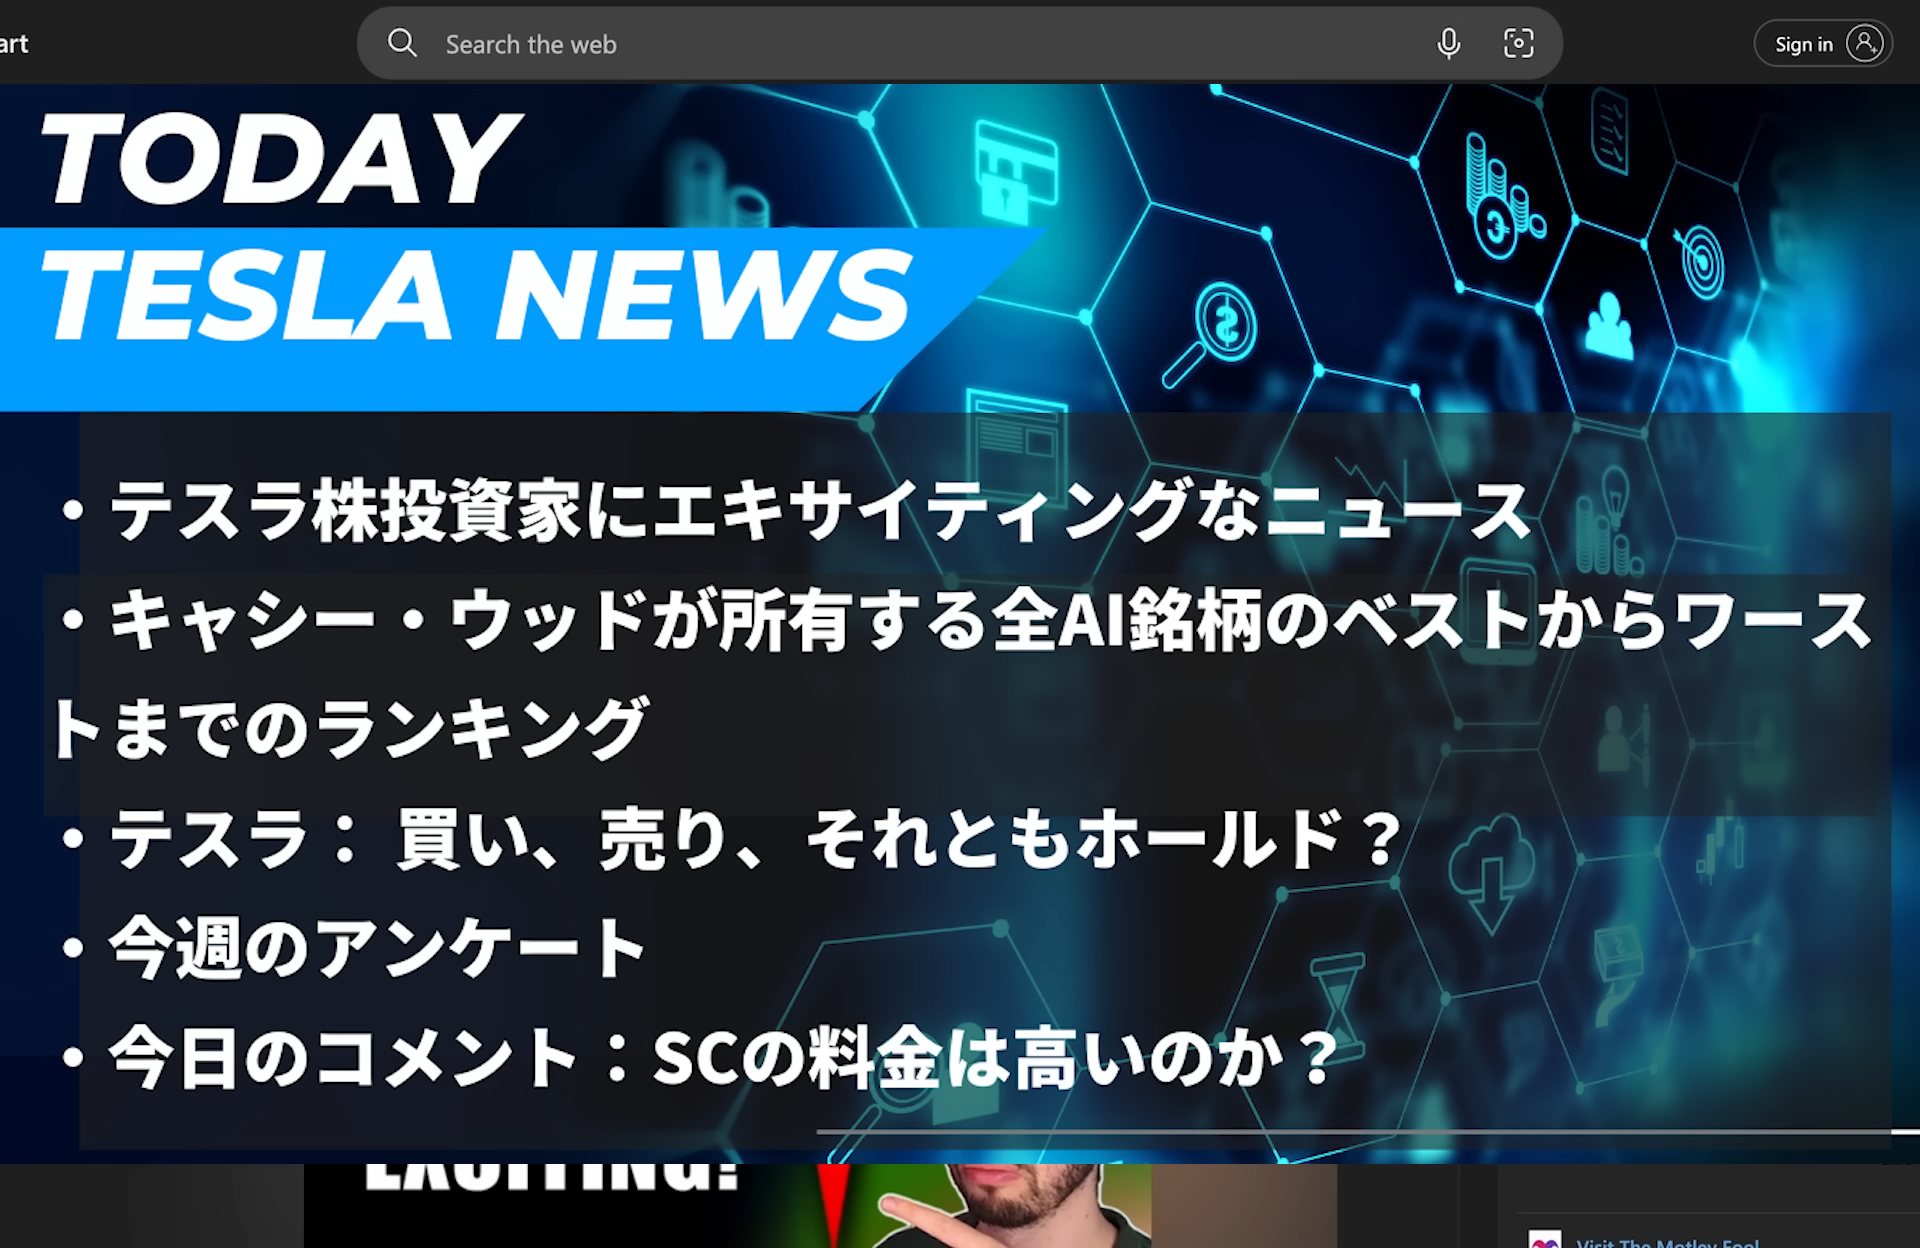 art
Search the web
Sign in
TODAY
TESLA NEWS
・テスラ株投資家にエキサイティングなニュース
・キャシー・ウッドが所有する全AI銘柄のベストからワース
トまでのランキング
・テスラ： 買い、売り、それともホールド？
・今週のアンケート
・今日のコメント：SCの料金は高いのか？
EXCITING!
Visit The Motley Fool